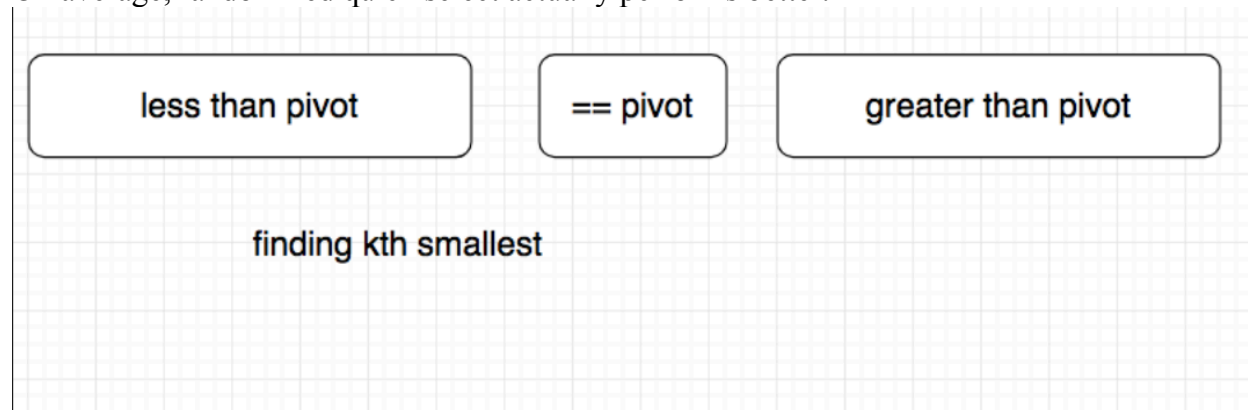 less than pivot
== pivot
greater than pivot
finding kth smallest